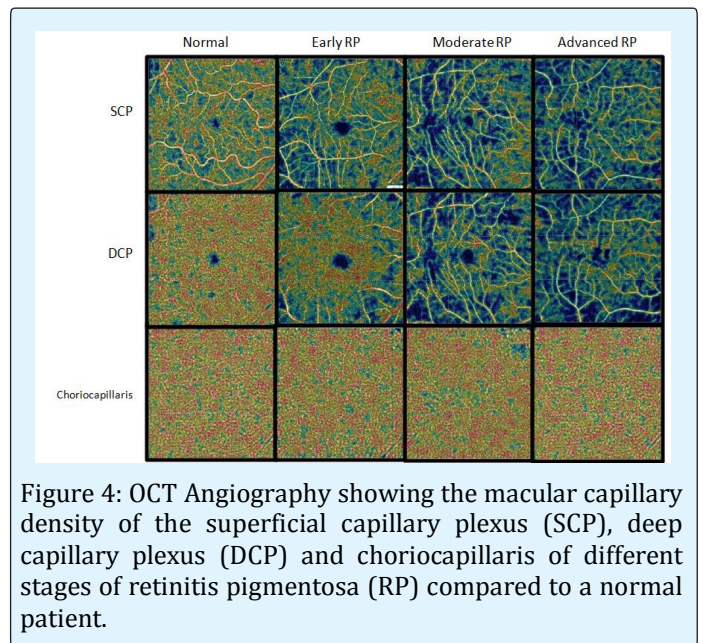 Normal Early RP Moderate RP Advanced RP
SCP
DCP
Choriocapillaris
Figure 4: OCT Angiography showing the macular capillary
density of the superficial capillary plexus (SCP), deep
capillary plexus (DCP) and choriocapillaris of different
stages of retinitis pigmentosa (RP) compared to a normal
patient.